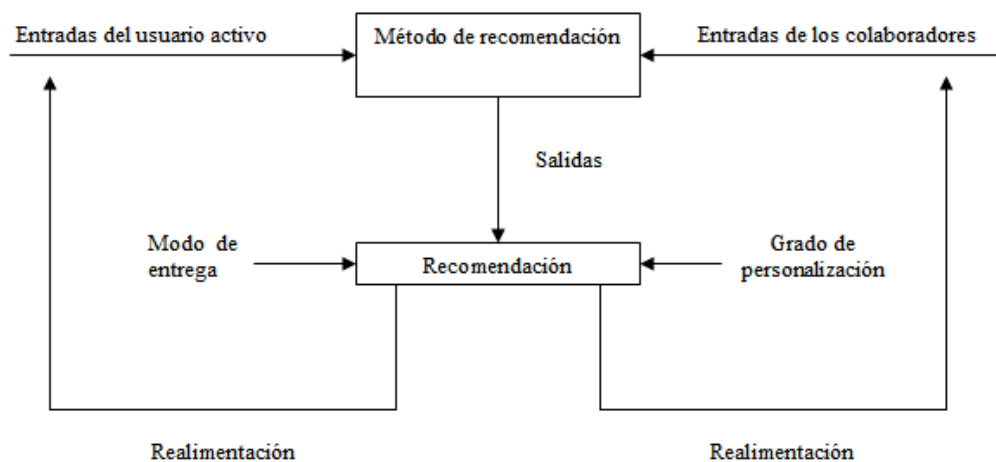 Entradas del usuario activo
Método de recomendación
Entradas de los colaboradores
Salidas
Modo de
entrega
Recomendación
Grado de
personalización
Realimentación
Realimentación